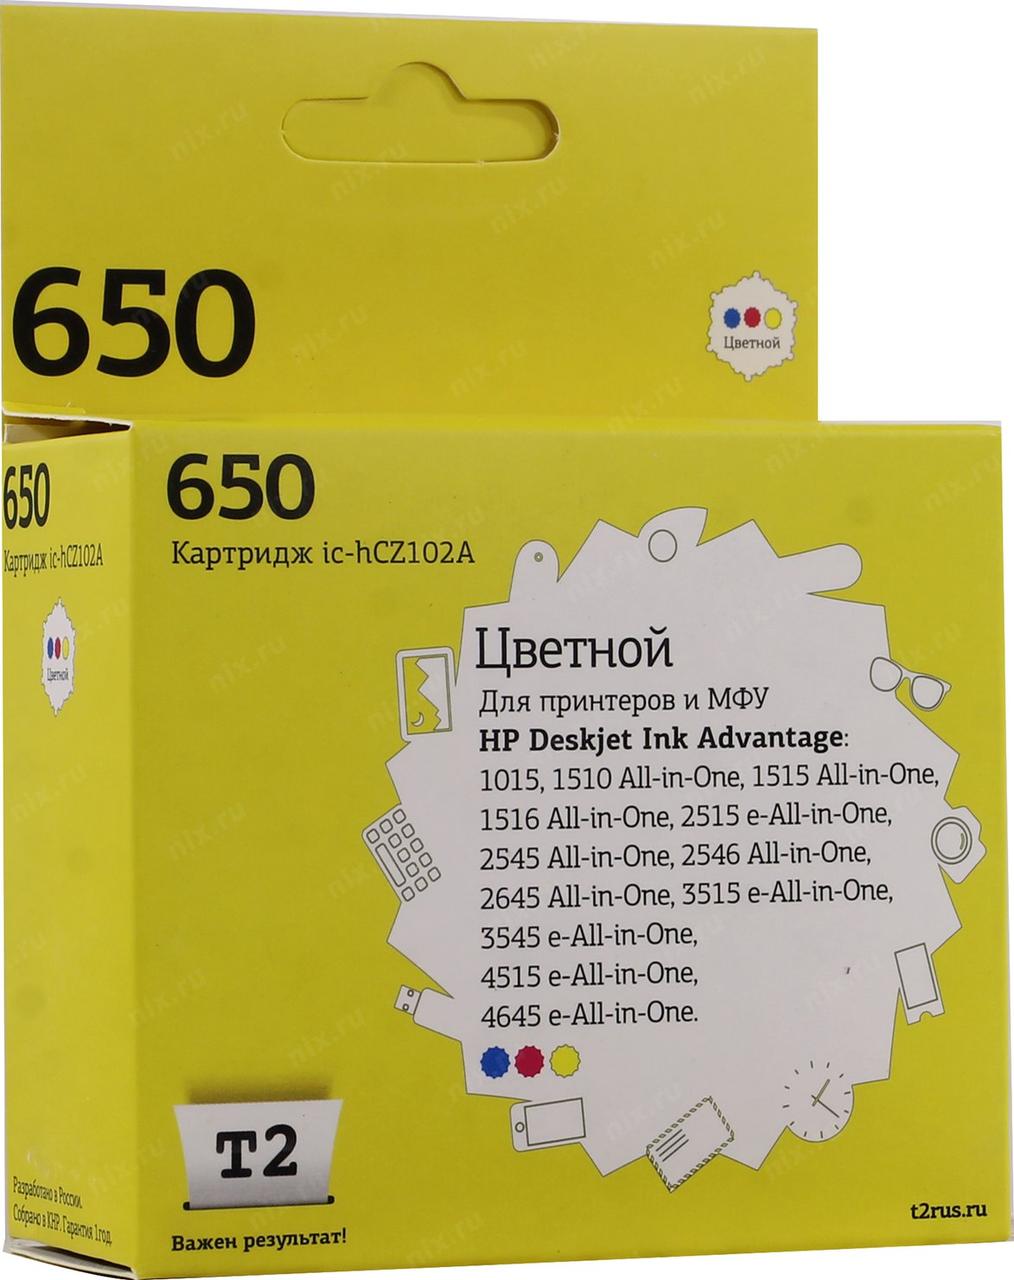 650
Цветной
650
Картридж ic-hCZ102A
Цветной
Разработано в России.
Собрано в КНР. Гарантия 1 год.
650
Картридж ic-hCZ102A
Цветной
Для принтеров и МФУ
HP Deskjet Ink Advantage:
1015, 1510 All-in-One, 1515 All-in-One,
1516 All-in-One, 2515 e-All-in-One,
2545 All-in-One, 2546 All-in-One,
2645 All-in-One, 3515 e-All-in-One,
3545 e-All-in-One,
4515 e-All-in-One,
4645 e-All-in-One.
T2
Важен результат!
t2rus.ru
nix.ru